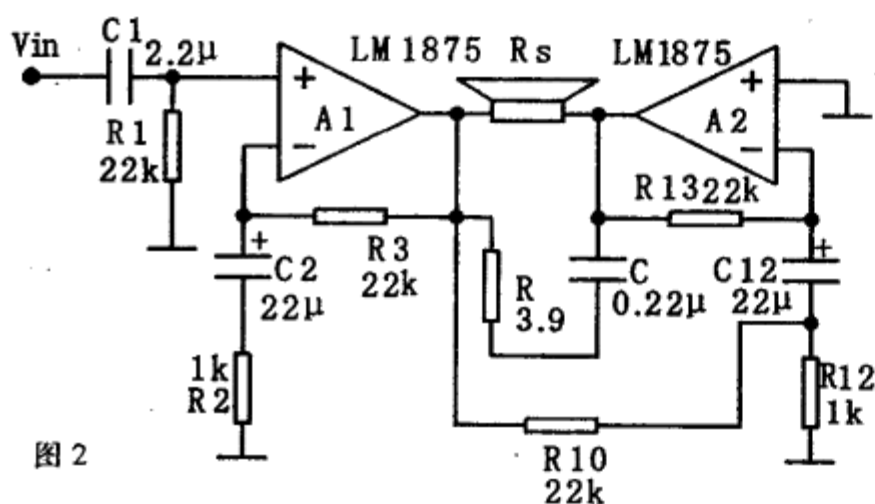 Vin
C1
2.2μ
R1
22k
+
−
A1
LM1875
Rs
LM1875
+
−
A2
R3
22k
+
C2
22μ
1k
R2
R
3.9
C
0.22μ
R13 22k
+
C12
22μ
R12
1k
R10
22k
图2